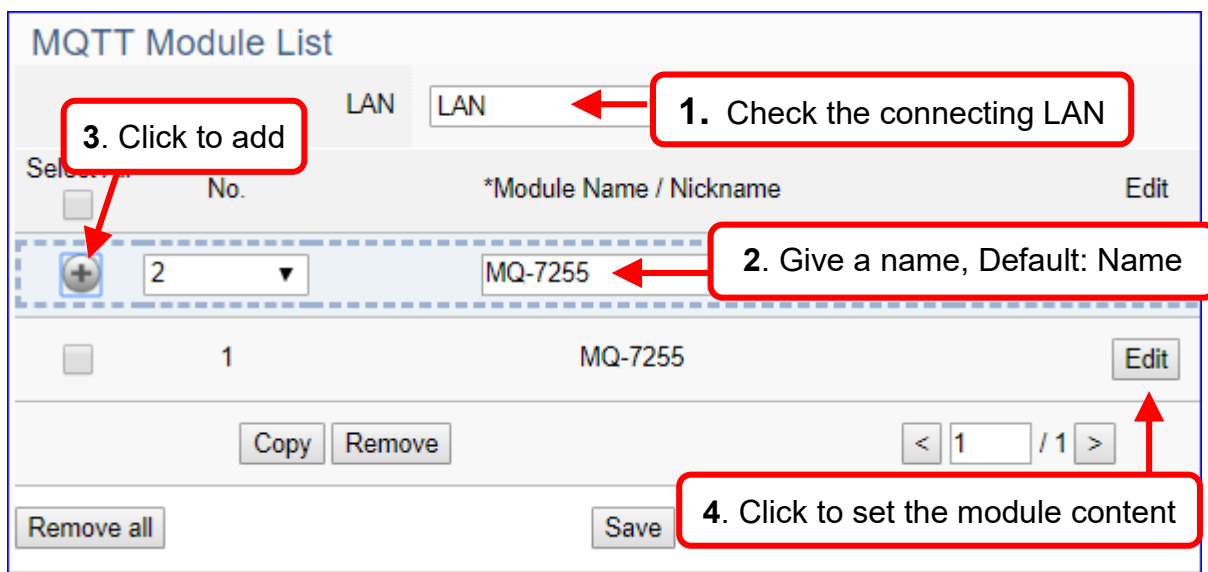 MQTT Module List
LAN LAN 1. Check the connecting LAN
3. Click to add
No. *Module Name / Nickname Edit
2 MQ-7255 2. Give a name, Default: Name
1 MQ-7255 Edit
Copy Remove < 1 / 1 >
4. Click to set the module content
Remove all Save